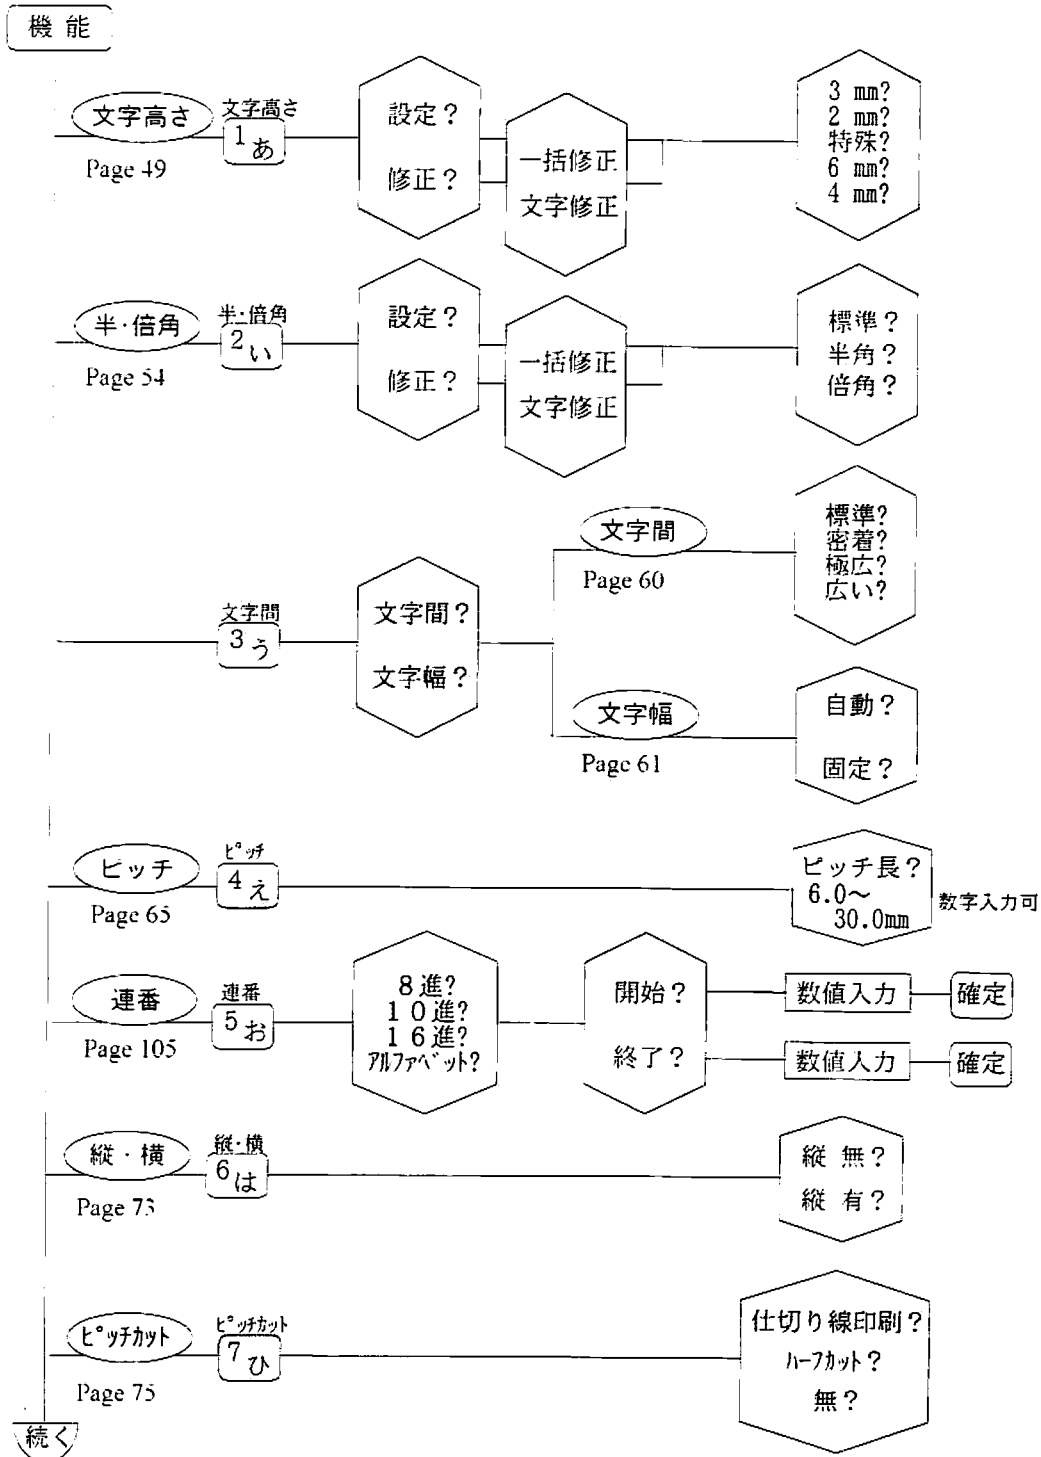 機能
文字高さ
Page 49
文字高さ
1 あ
設定？
修正？
一括修正
文字修正
3 mm?
2 mm?
特殊?
6 mm?
4 mm?
半・倍角
Page 54
半・倍角
2 い
設定？
修正？
一括修正
文字修正
標準？
半角？
倍角？
文字間
3 う
文字間？
文字幅？
文字間
Page 60
標準?
密着?
極広?
広い?
文字幅
Page 61
自動？
固定？
ピッチ
Page 65
ﾋﾟｯﾁ
4 え
ピッチ長？
6.0～
30.0mm
数字入力可
連番
Page 105
連番
5 お
8進?
10進?
16進?
ｱﾙﾌｧﾍﾞｯﾄ?
開始？
終了？
数値入力
確定
数値入力
確定
縦・横
Page 73
縦・横
6 は
縦 無？
縦 有？
ﾋﾟｯﾁｶｯﾄ
Page 75
ﾋﾟｯﾁｶｯﾄ
7 ひ
仕切り線印刷？
ﾊｰﾌｶｯﾄ？
無？
続く